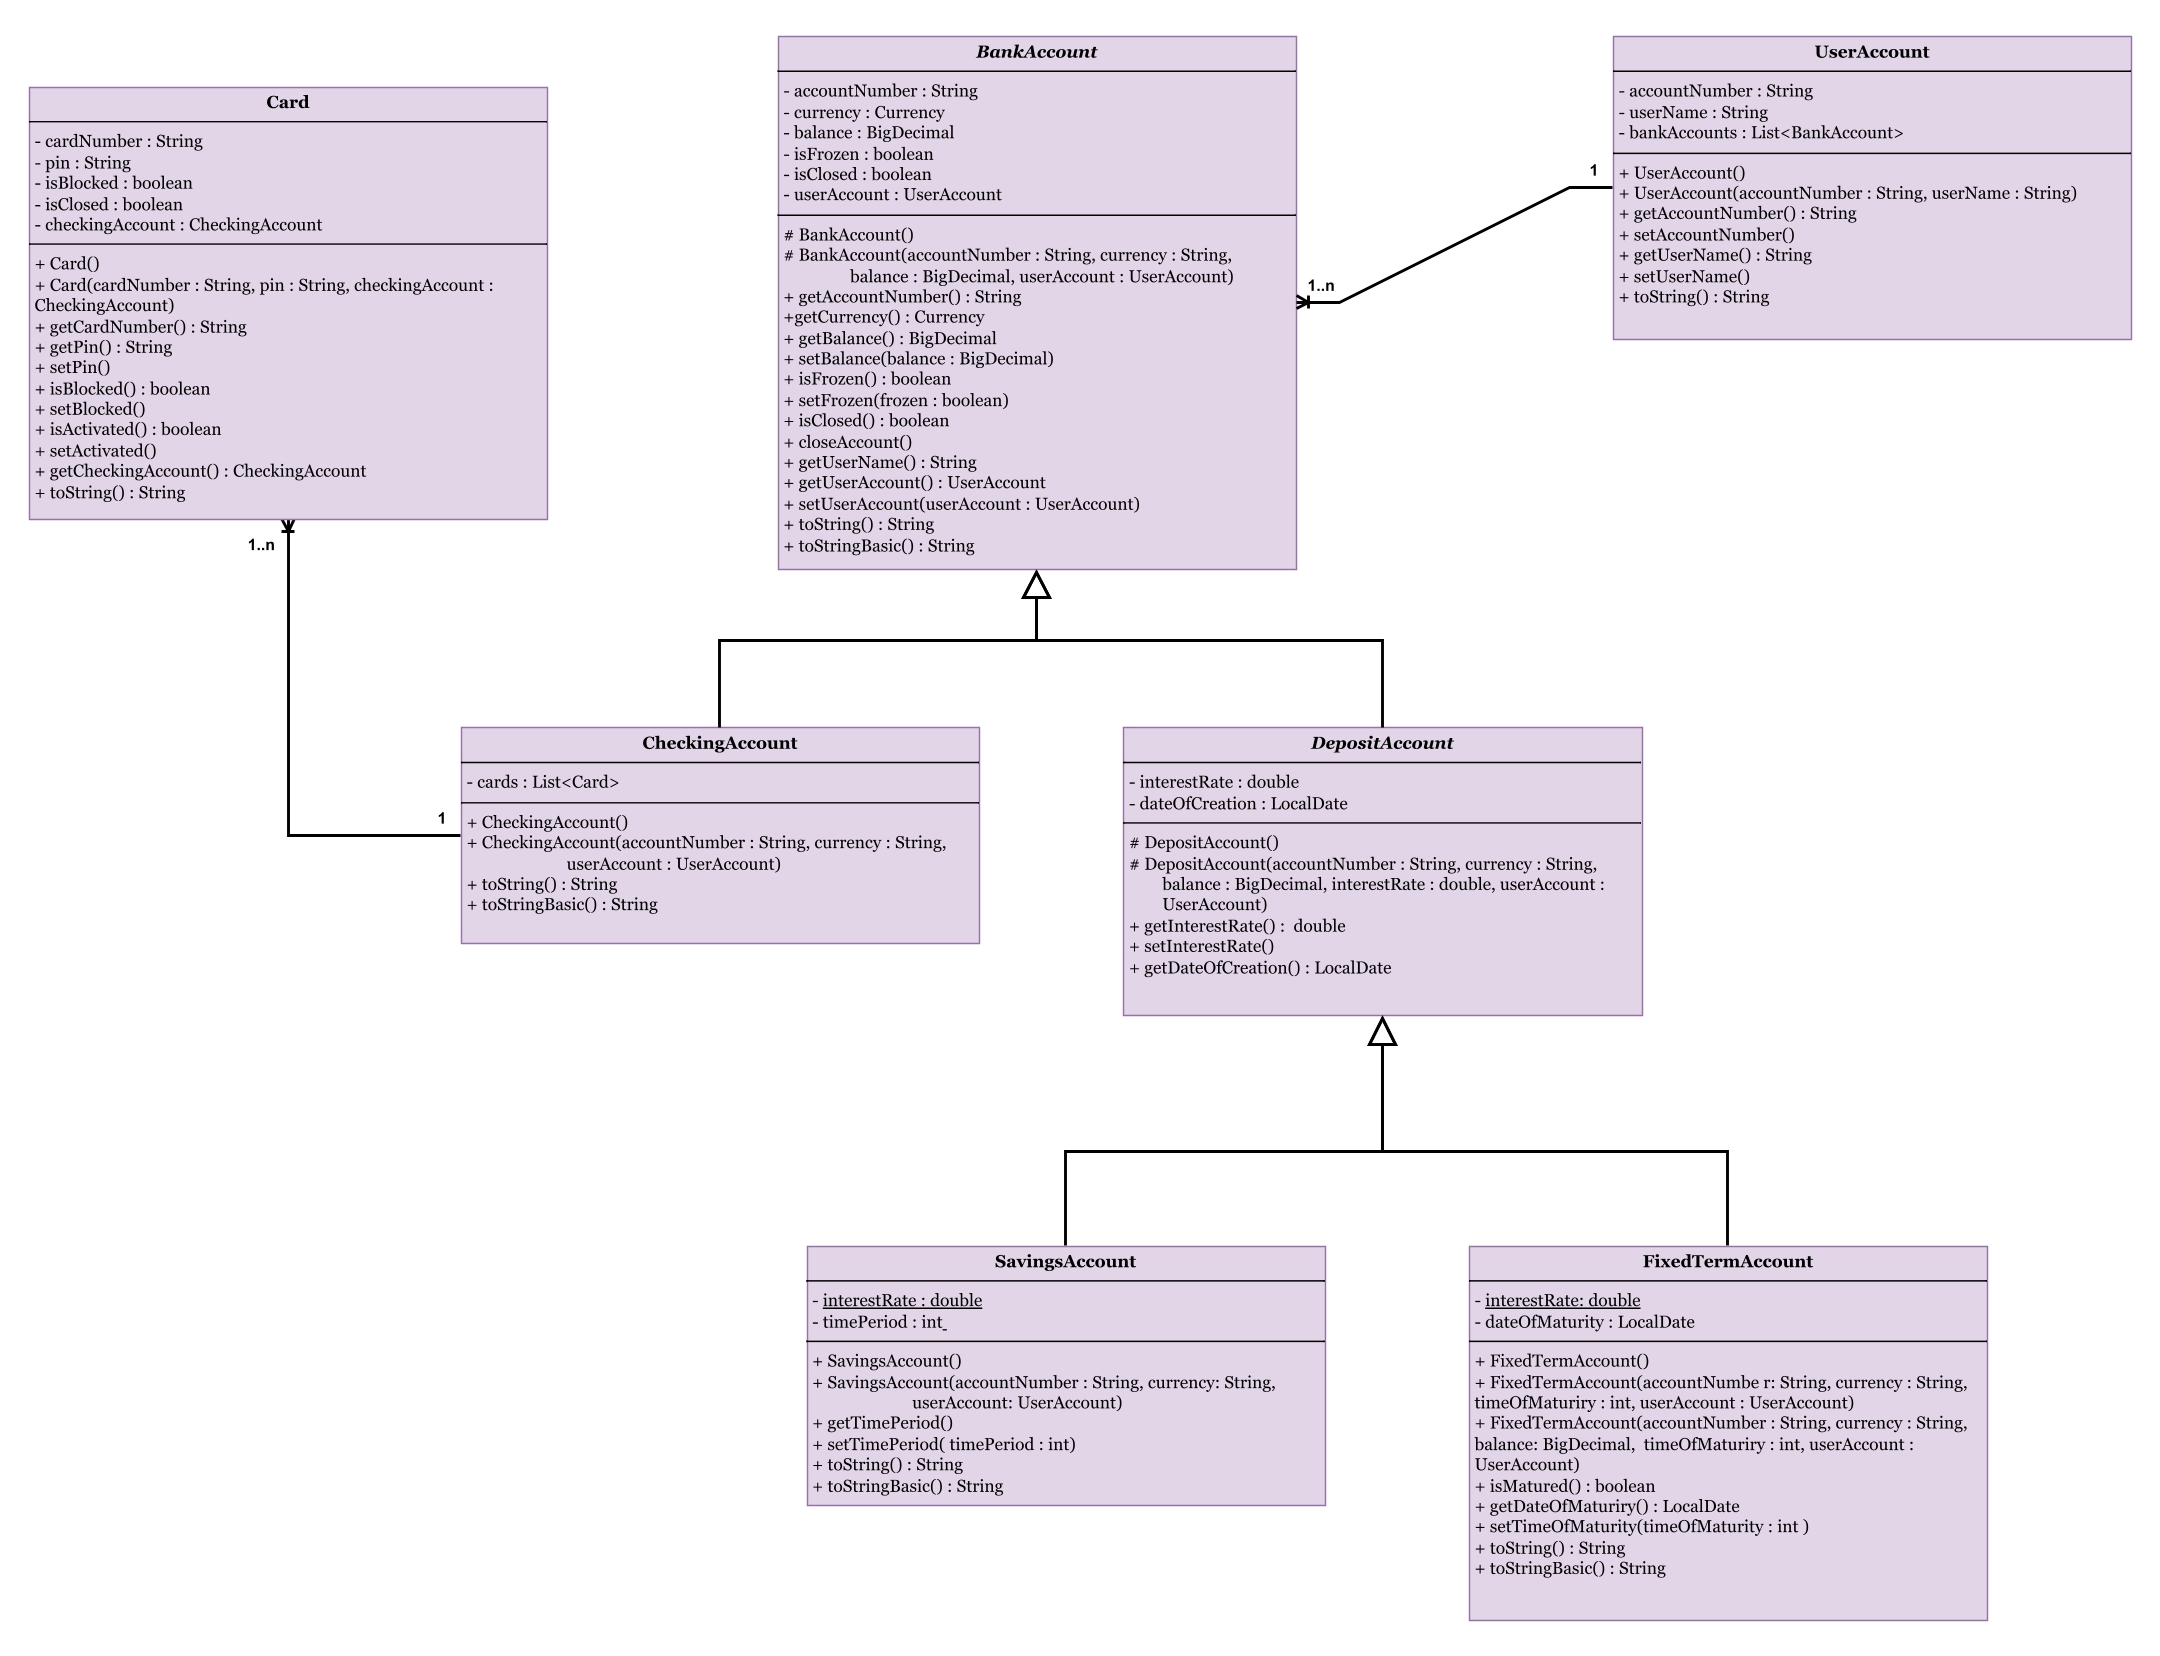 Card
- cardNumber : String
- pin : String
- isBlocked : boolean
- isClosed : boolean
- checkingAccount : CheckingAccount
+ Card()
+ Card(cardNumber : String, pin : String, checkingAccount :
CheckingAccount)
+ getCardNumber() : String
+ getPin() : String
+ setPin()
+ isBlocked() : boolean
+ setBlocked()
+ isActivated() : boolean
+ setActivated()
+ getCheckingAccount() : CheckingAccount
+ toString() : String
1..n
BankAccount
- accountNumber : String
- currency : Currency
- balance : BigDecimal
- isFrozen : boolean
- isClosed : boolean
- userAccount : UserAccount
# BankAccount()
# BankAccount(accountNumber : String, currency : String,
balance : BigDecimal, userAccount : UserAccount)
+ getAccountNumber() : String
+getCurrency() : Currency
+ getBalance() : BigDecimal
+ setBalance(balance : BigDecimal)
+ isFrozen() : boolean
+ setFrozen(frozen : boolean)
+ isClosed() : boolean
+ closeAccount()
+ getUserName() : String
+ getUserAccount() : UserAccount
+ setUserAccount(userAccount : UserAccount)
+ toString() : String
+ toStringBasic() : String
1..n
1
UserAccount
- accountNumber : String
- userName : String
- bankAccounts : List<BankAccount>
+ UserAccount()
+ UserAccount(accountNumber : String, userName : String)
+ getAccountNumber() : String
+ setAccountNumber()
+ getUserName() : String
+ setUserName()
+ toString() : String
1
CheckingAccount
- cards : List<Card>
+ CheckingAccount()
+ CheckingAccount(accountNumber : String, currency : String,
userAccount : UserAccount)
+ toString() : String
+ toStringBasic() : String
DepositAccount
- interestRate : double
- dateOfCreation : LocalDate
# DepositAccount()
# DepositAccount(accountNumber : String, currency : String,
balance : BigDecimal, interestRate : double, userAccount :
UserAccount)
+ getInterestRate() : double
+ setInterestRate()
+ getDateOfCreation() : LocalDate
SavingsAccount
- interestRate : double
- timePeriod : int
+ SavingsAccount()
+ SavingsAccount(accountNumber : String, currency: String,
userAccount: UserAccount)
+ getTimePeriod()
+ setTimePeriod( timePeriod : int)
+ toString() : String
+ toStringBasic() : String
FixedTermAccount
- interestRate: double
- dateOfMaturity : LocalDate
+ FixedTermAccount()
+ FixedTermAccount(accountNumbe r: String, currency : String,
timeOfMaturiry : int, userAccount : UserAccount)
+ FixedTermAccount(accountNumber : String, currency : String,
balance: BigDecimal, timeOfMaturiry : int, userAccount :
UserAccount)
+ isMatured() : boolean
+ getDateOfMaturiry() : LocalDate
+ setTimeOfMaturity(timeOfMaturity : int )
+ toString() : String
+ toStringBasic() : String